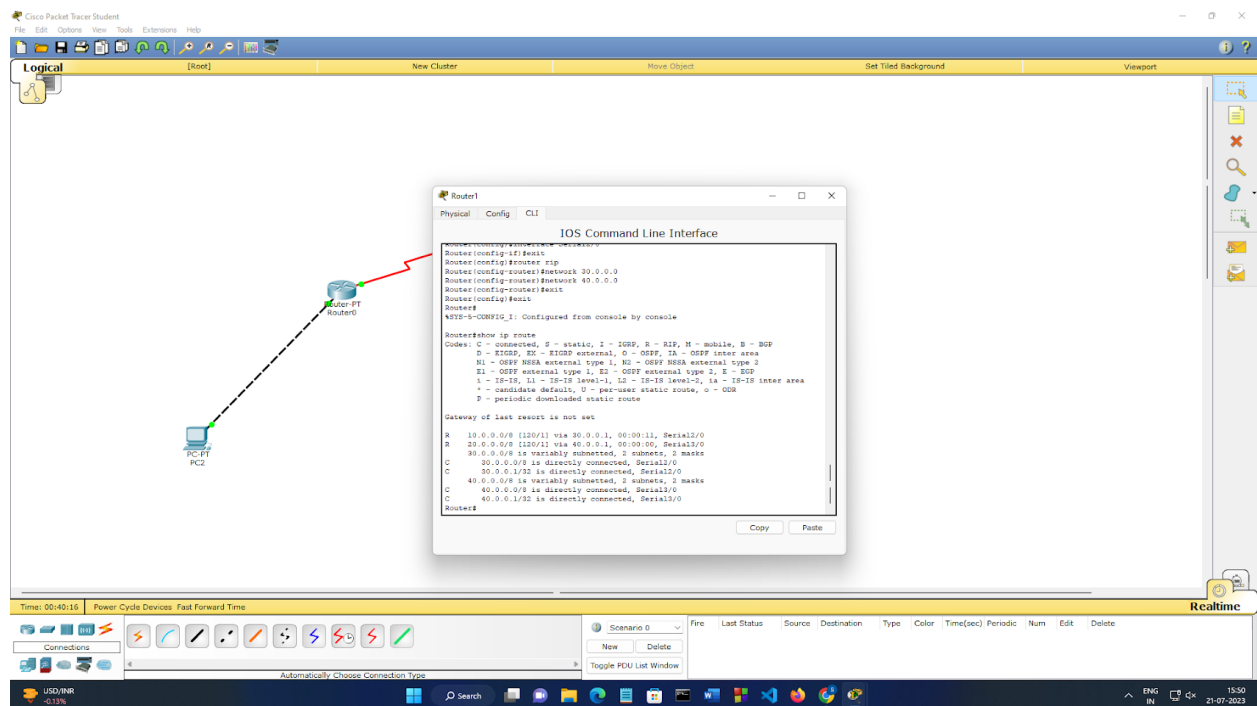 Cisco Packet Tracer Student
File Edit Options View Tools Extensions Help
Logical [Root] New Cluster Move Object Set Tiled Background Viewport
Router1
Physical Config CLI
IOS Command Line Interface
Router(config)#interface Serial2/0
Router(config-if)#exit
Router(config)#router rip
Router(config-router)#network 30.0.0.0
Router(config-router)#network 40.0.0.0
Router(config-router)#exit
Router(config)#exit
Router#
%SYS-5-CONFIG_I: Configured from console by console
Router#show ip route
Codes: C - connected, S - static, I - IGRP, R - RIP, M - mobile, B - BGP
D - EIGRP, EX - EIGRP external, O - OSPF, IA - OSPF inter area
N1 - OSPF NSSA external type 1, N2 - OSPF NSSA external type 2
E1 - OSPF external type 1, E2 - OSPF external type 2, E - EGP
i - IS-IS, L1 - IS-IS level-1, L2 - IS-IS level-2, ia - IS-IS inter area
* - candidate default, U - per-user static route, o - ODR
P - periodic downloaded static route
Gateway of last resort is not set
R 10.0.0.0/8 [120/1] via 30.0.0.1, 00:00:11, Serial2/0
R 20.0.0.0/8 [120/1] via 40.0.0.1, 00:00:00, Serial3/0
30.0.0.0/8 is variably subnetted, 2 subnets, 2 masks
C 30.0.0.0/8 is directly connected, Serial2/0
C 30.0.0.1/32 is directly connected, Serial2/0
40.0.0.0/8 is variably subnetted, 2 subnets, 2 masks
C 40.0.0.0/8 is directly connected, Serial3/0
C 40.0.0.1/32 is directly connected, Serial3/0
Router#
Copy Paste
Router-PT
Router0
PC-PT
PC2
Time: 00:40:16 Power Cycle Devices Fast Forward Time
Realtime
Connections
Automatically Choose Connection Type
Scenario 0
New Delete
Toggle PDU List Window
Fire Last Status Source Destination Type Color Time(sec) Periodic Num Edit Delete
USD/INR
-0.13%
Search
ENG
IN
15:50
21-07-2023